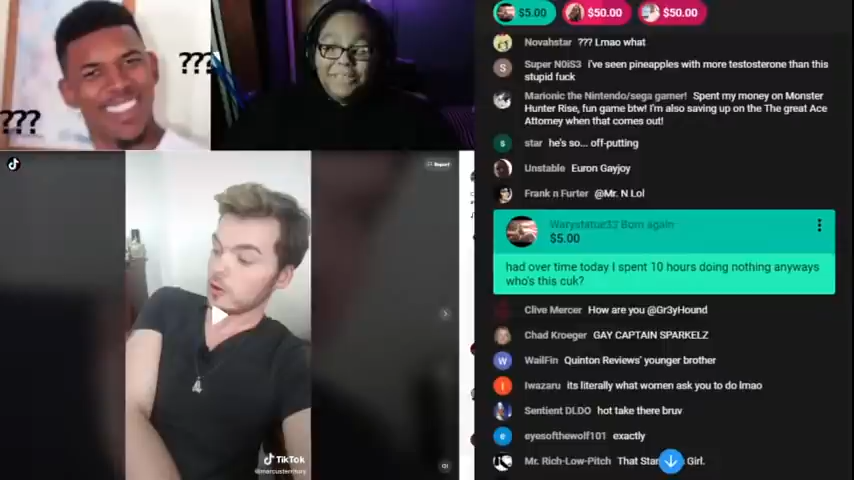 $5.00
$50.00
$50.00
???
???
Novahstar ??? Lmao what
Super N0iS3 i've seen pineapples with more testosterone than this
stupid fuck
Marionic the Nintendo/sega gamer! Spent my money on Monster
Hunter Rise, fun game btw! I'm also saving up on the The great Ace
Attorney when that comes out!
S
star he's so... off-putting
Unstable Euron Gayjoy
Frank n Furter @Mr. N Lol
Warystatue32 Born again
$5.00
had over time today I spent 10 hours doing nothing anyways
who's this cuk?
Clive Mercer How are you @Gr3yHound
Chad Kroeger GAY CAPTAIN SPARKELZ
W
WailFin Quinton Reviews' younger brother
I
Iwazaru its literally what women ask you to do lmao
Sentient DLDO hot take there bruv
e
eyesofthewolf101 exactly
Mr. Rich-Low-Pitch That Star Girl.
Report
TikTok